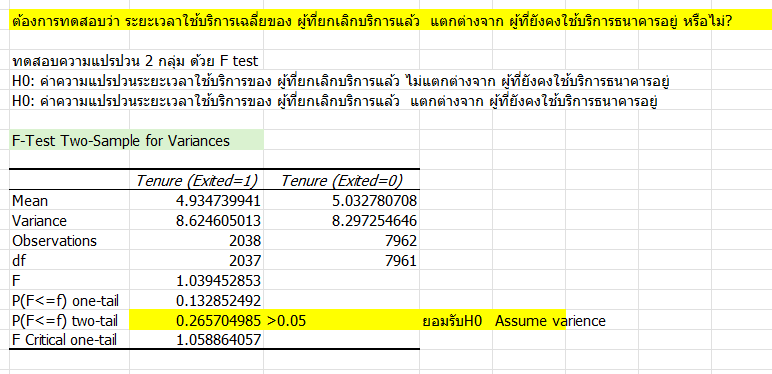 ต้องการทดสอบว่า ระยะเวลาใช้บริการเฉลี่ยของ ผู้ที่ยกเลิกบริการแล้ว แตกต่างจาก ผู้ที่ยังคงใช้บริการธนาคารอยู่ หรือไม่?
ทดสอบความแปรปวน 2 กลุ่ม ด้วย F test
H0: ค่าความแปรปวนระยะเวลาใช้บริการของ ผู้ที่ยกเลิกบริการแล้ว ไม่แตกต่างจาก ผู้ที่ยังคงใช้บริการธนาคารอยู่
H0: ค่าความแปรปวนระยะเวลาใช้บริการของ ผู้ที่ยกเลิกบริการแล้ว แตกต่างจาก ผู้ที่ยังคงใช้บริการธนาคารอยู่
F-Test Two-Sample for Variances
Tenure (Exited=1) Tenure (Exited=0)
Mean 4.934739941 5.032780708
Variance 8.624605013 8.297254646
Observations 2038 7962
df 2037 7961
F 1.039452853
P(F<=f) one-tail 0.132852492
P(F<=f) two-tail 0.265704985 >0.05 ยอมรับH0 Assume varience
F Critical one-tail 1.058864057